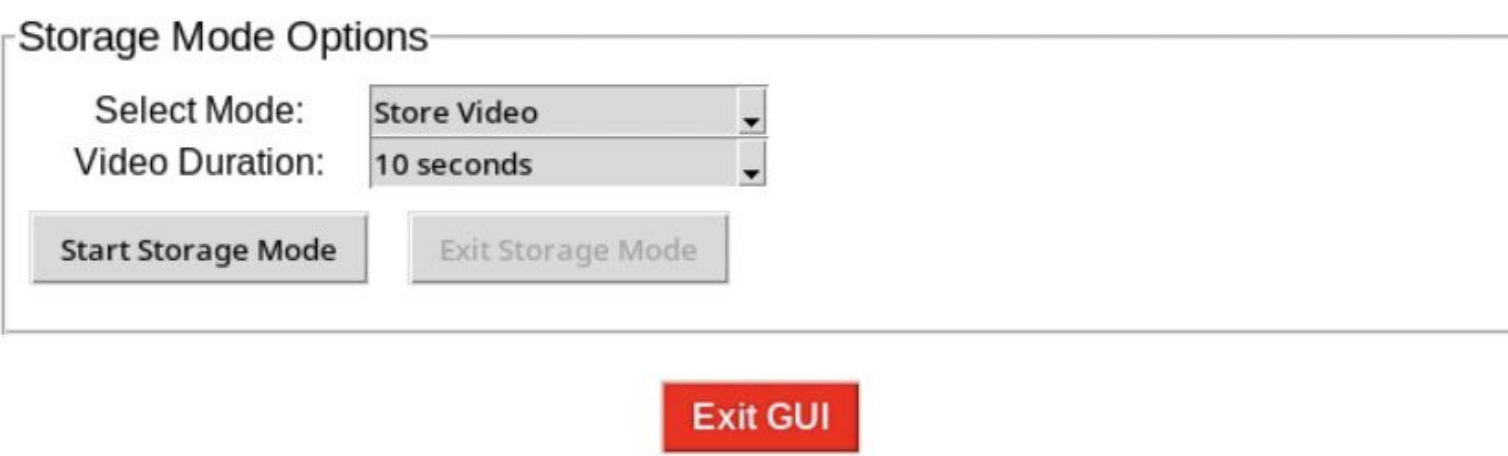 Storage Mode Options
Select Mode: Store Video
Video Duration: 10 seconds
Start Storage Mode Exit Storage Mode
Exit GUI